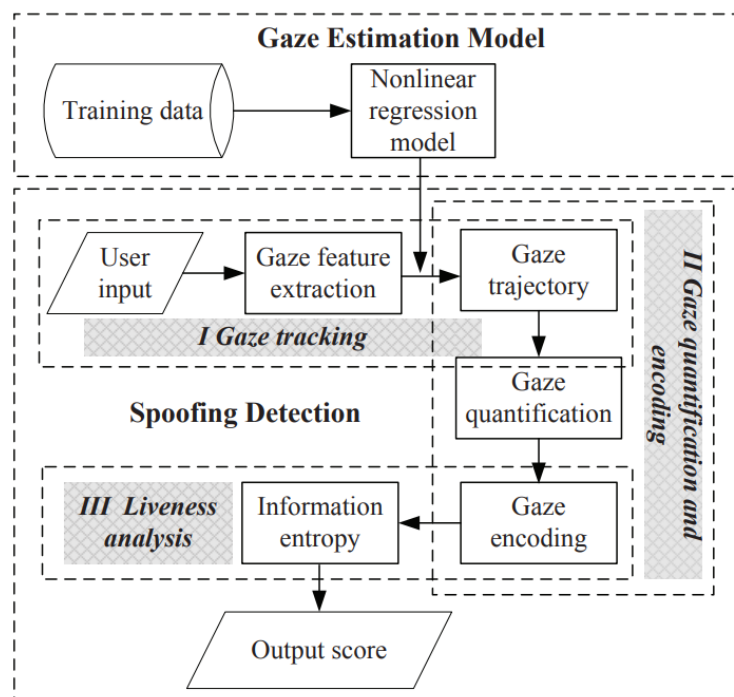 Gaze Estimation Model
Training data
Nonlinear
regression
model
User
input
Gaze feature
extraction
Gaze
trajectory
I Gaze tracking
II Gaze quantification and
encoding
Gaze
quantification
Spoofing Detection
III Liveness
analysis
Information
entropy
Gaze
encoding
Output score